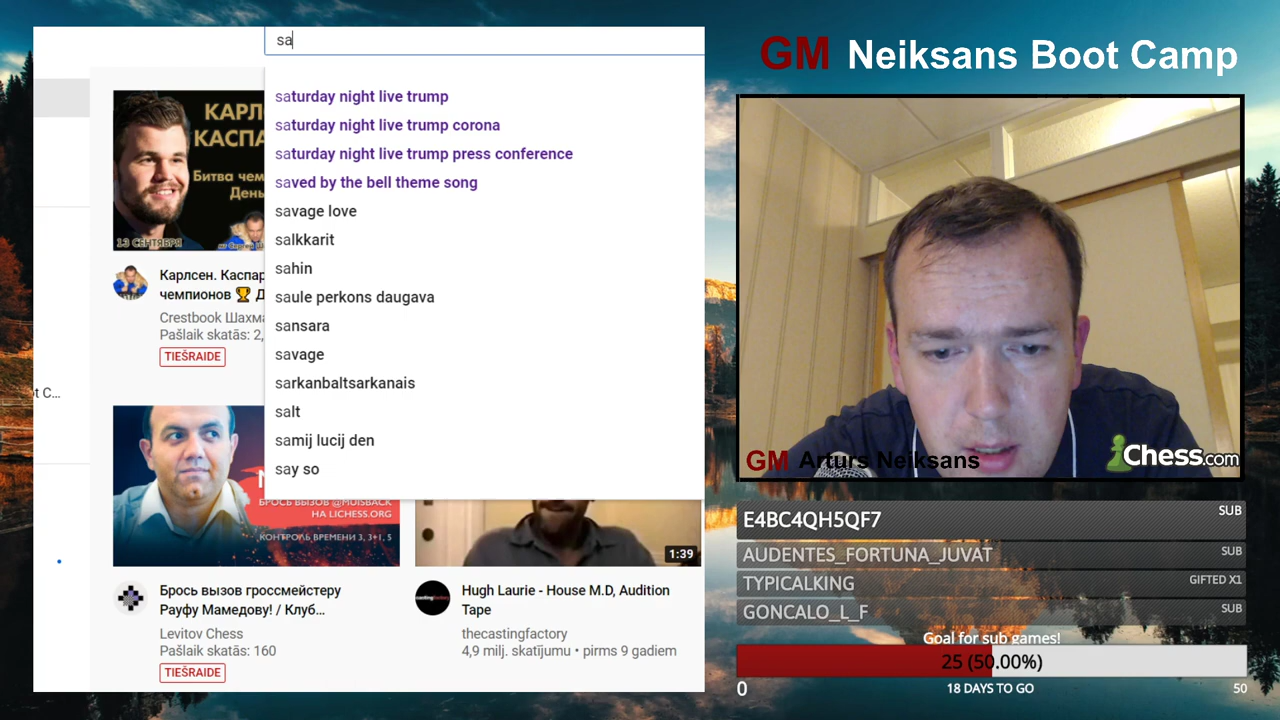 sa
saturday night live trump
saturday night live trump corona
saturday night live trump press conference
saved by the bell theme song
savage love
salkkarit
sahin
saule perkons daugava
sansara
savage
sarkanbaltsarkanais
salt
samij lucij den
say so
КАРЛ
КАСПА
Битва чем
День
13 СЕНТЯБРЯ
Карлсен. Каспар
чемпионов 🏆 Д
Crestbook Шахма
Pašlaik skatās: 2,
TIEŠRAIDE
ot C...
БРОСЬ ВЫЗОВ @MUISBACK
НА LICHESS.ORG
КОНТРОЛЬ ВРЕМЕНИ 3, 3+1, 5
Брось вызов гроссмейстеру
Рауфу Мамедову! / Клуб...
Levitov Chess
Pašlaik skatās: 160
TIEŠRAIDE
1:39
Hugh Laurie - House M.D, Audition
Tape
thecastingfactory
4,9 milj. skatījumu • pirms 9 gadiem
GM Neiksans Boot Camp
GM Arturs Neiksans
iChess.com
E4BC4QH5QF7 SUB
AUDENTES_FORTUNA_JUVAT SUB
TYPICALKING GIFTED X1
GONCALO_L_F SUB
Goal for sub games!
25 (50.00%)
0 18 DAYS TO GO 50